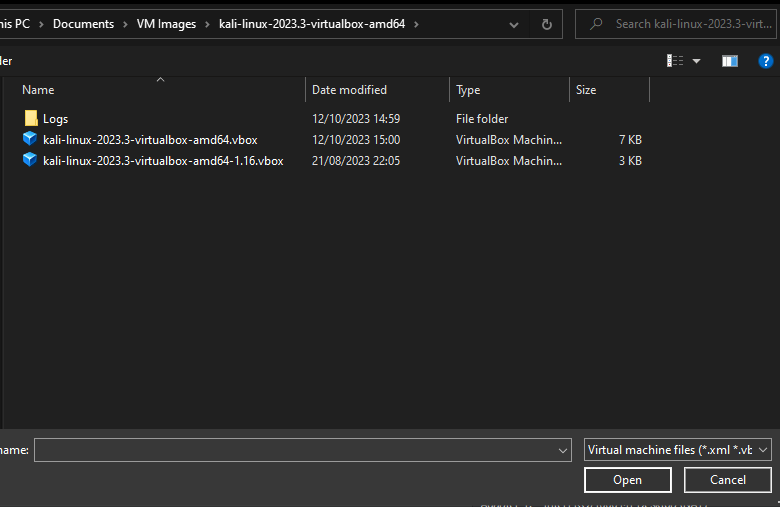 his PC > Documents > VM Images > kali-linux-2023.3-virtualbox-amd64 >
Search kali-linux-2023.3-virt...
der
Name Date modified Type Size
Logs 12/10/2023 14:59 File folder
kali-linux-2023.3-virtualbox-amd64.vbox 12/10/2023 15:00 VirtualBox Machin... 7 KB
kali-linux-2023.3-virtualbox-amd64-1.16.vbox 21/08/2023 22:05 VirtualBox Machin... 3 KB
name:
Virtual machine files (*.xml *.vb
Open Cancel